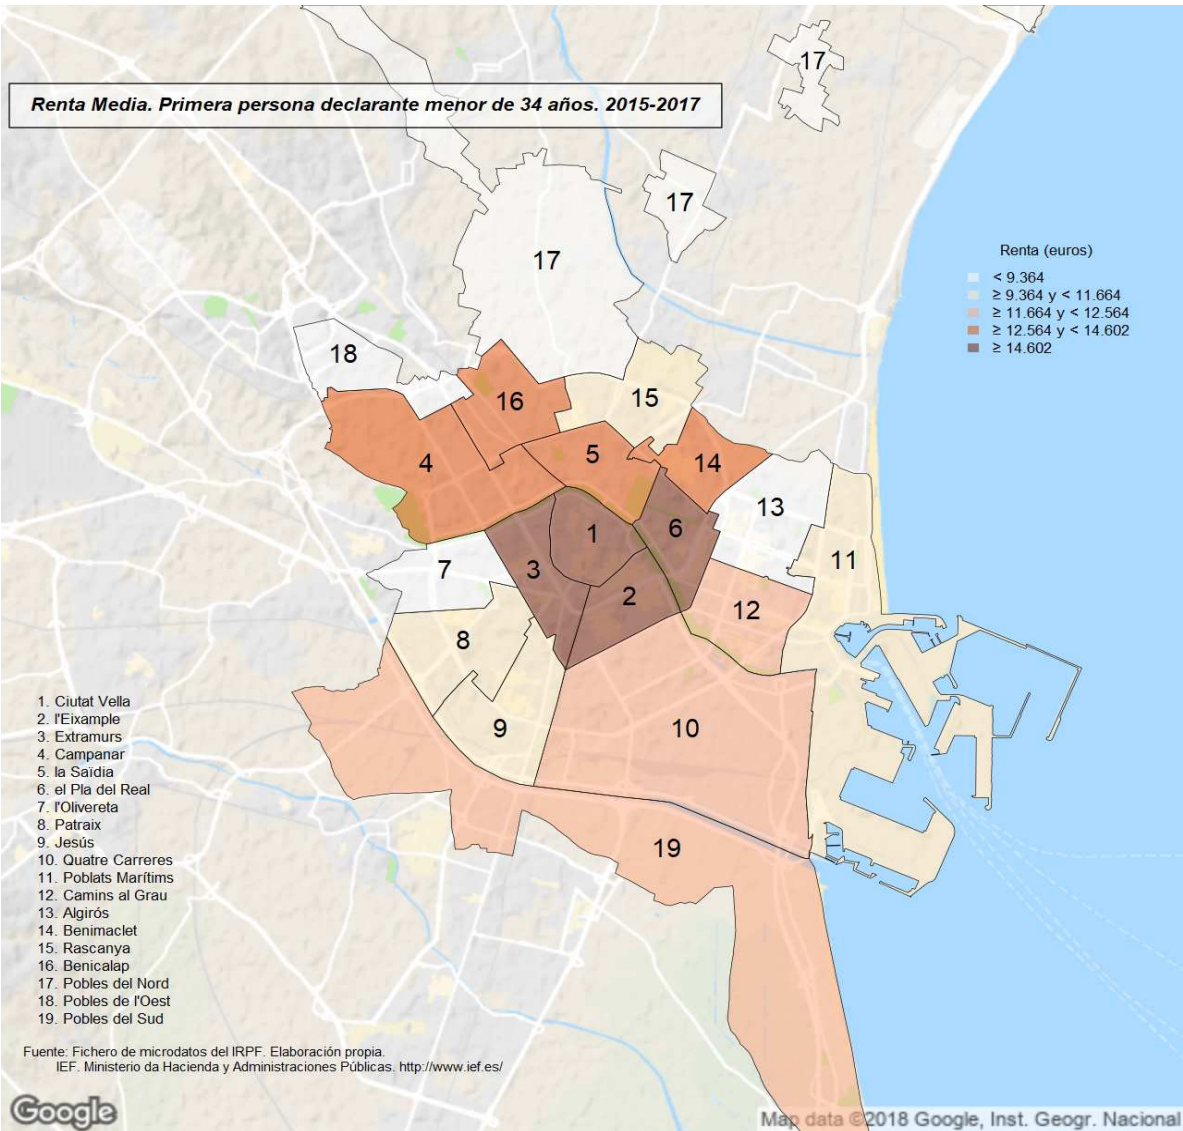 17
Renta Media. Primera persona declarante menor de 34 años. 2015-2017
17
17
Renta (euros)
< 9.364
≥ 9.364 y < 11.664
≥ 11.664 y < 12.564
≥ 12.564 y < 14.602
≥ 14.602
18
16
15
5
4
14
13
6
1
11
3
7
2
12
8
9
10
19
1. Ciutat Vella
2. l'Eixample
3. Extramurs
4. Campanar
5. la Saïdia
6. el Pla del Real
7. l'Olivereta
8. Patraix
9. Jesús
10. Quatre Carreres
11. Poblats Marítims
12. Camins al Grau
13. Algirós
14. Benimaclet
15. Rascanya
16. Benicalap
17. Pobles del Nord
18. Pobles de l'Oest
19. Pobles del Sud
Fuente: Fichero de microdatos del IRPF. Elaboración propia.
IEF. Ministerio da Hacienda y Administraciones Públicas. http://www.ief.es/
Google
Map data ©2018 Google, Inst. Geogr. Nacional